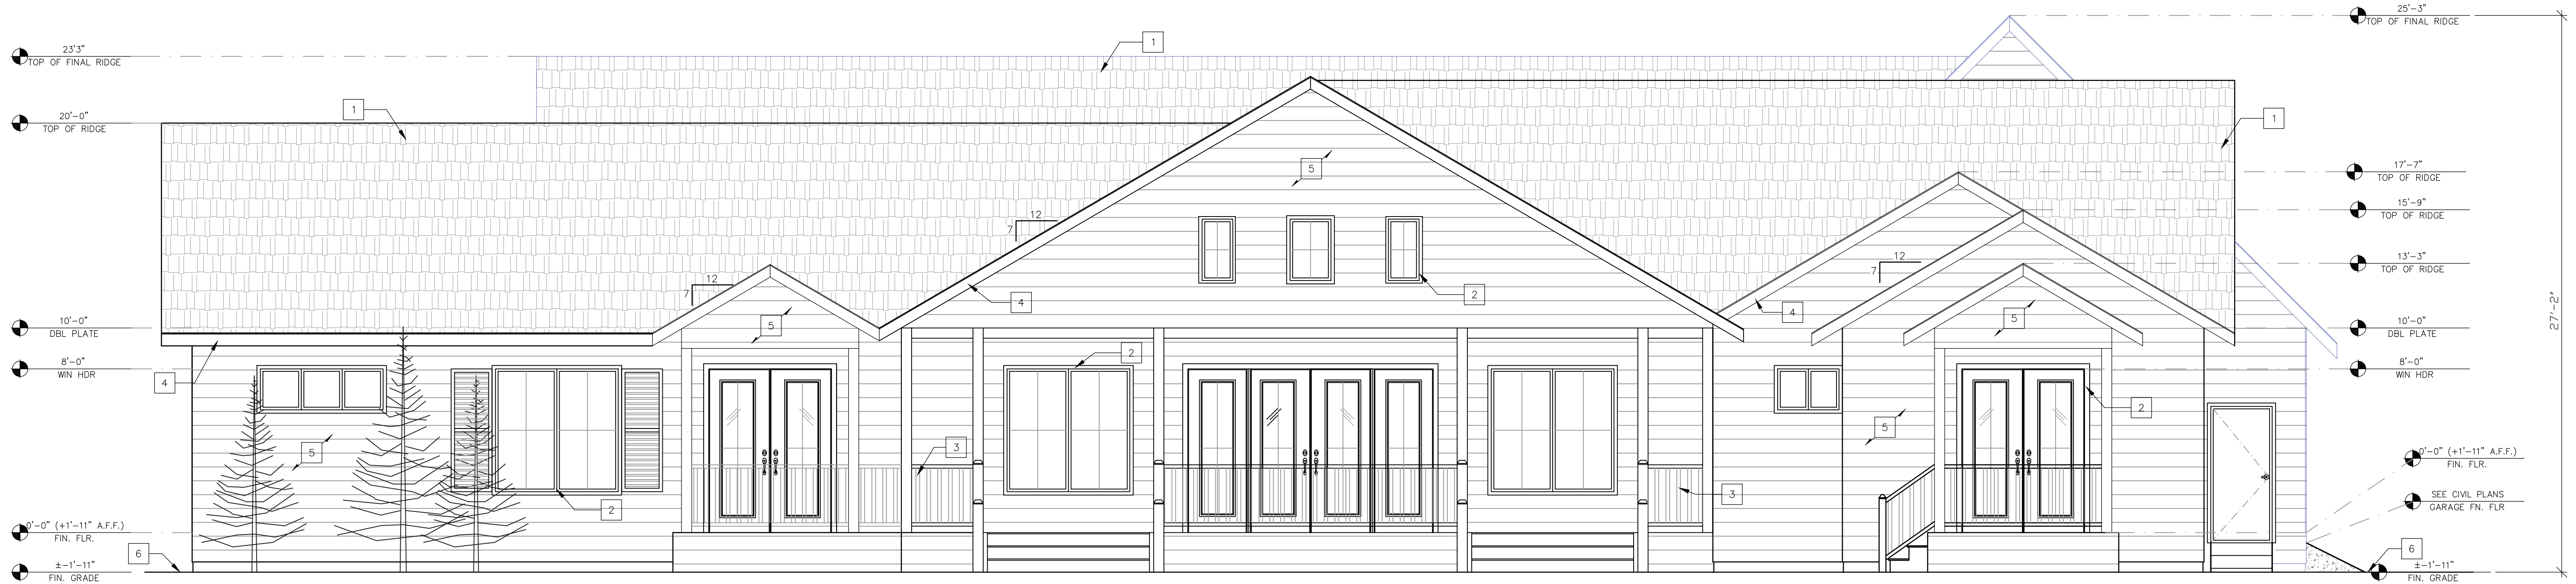 25'-3"
TOP OF FINAL RIDGE
23'3"
TOP OF FINAL RIDGE
1
1
20'-0"
TOP OF RIDGE
1
5
17'-7"
TOP OF RIDGE
15'-9"
TOP OF RIDGE
12
7
12
7
13'-3"
TOP OF RIDGE
12
7
4
2
4
5
5
27'-2"
10'-0"
DBL PLATE
10'-0"
DBL PLATE
8'-0"
WIN HDR
8'-0"
WIN HDR
4
2
2
5
5
3
3
2
0'-0" (+1'-11" A.F.F.)
FIN. FLR.
SEE CIVIL PLANS
GARAGE FN. FLR
0'-0" (+1'-11" A.F.F.)
FIN. FLR.
6
6
±-1'-11"
FIN. GRADE
±-1'-11"
FIN. GRADE